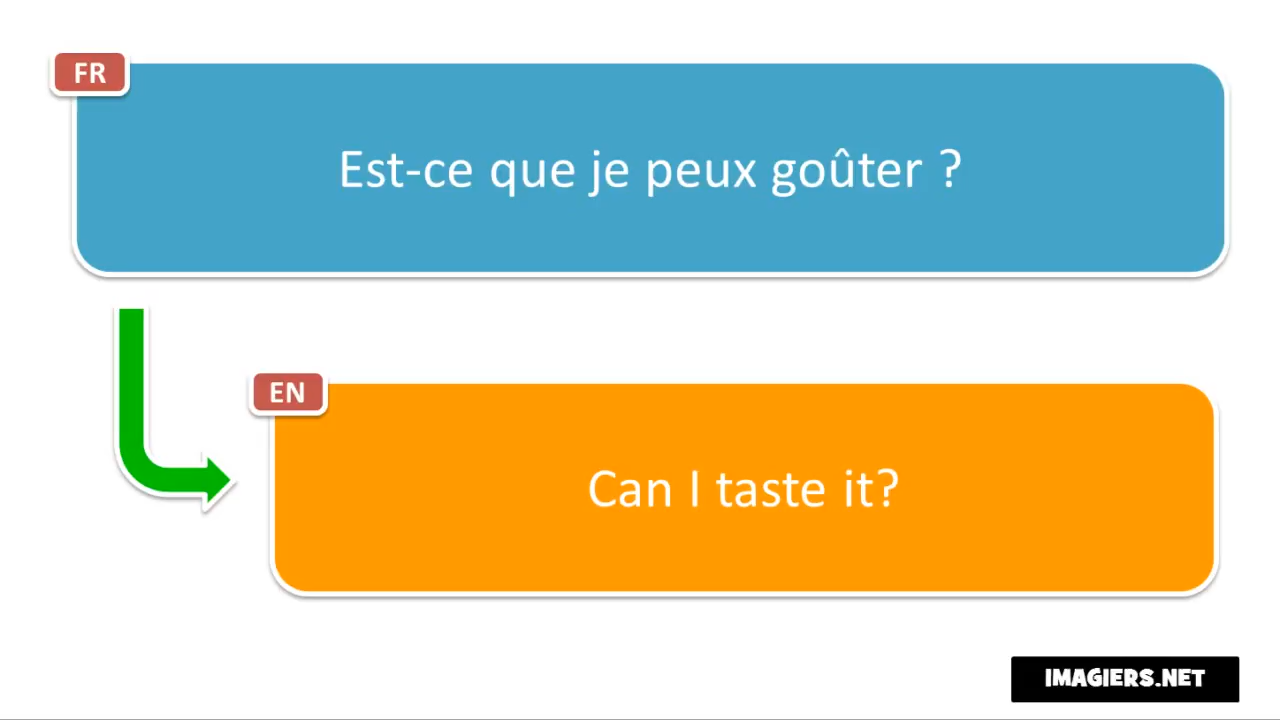 FR
Est-ce que je peux goûter ?
EN
Can I taste it?
IMAGIERS.NET